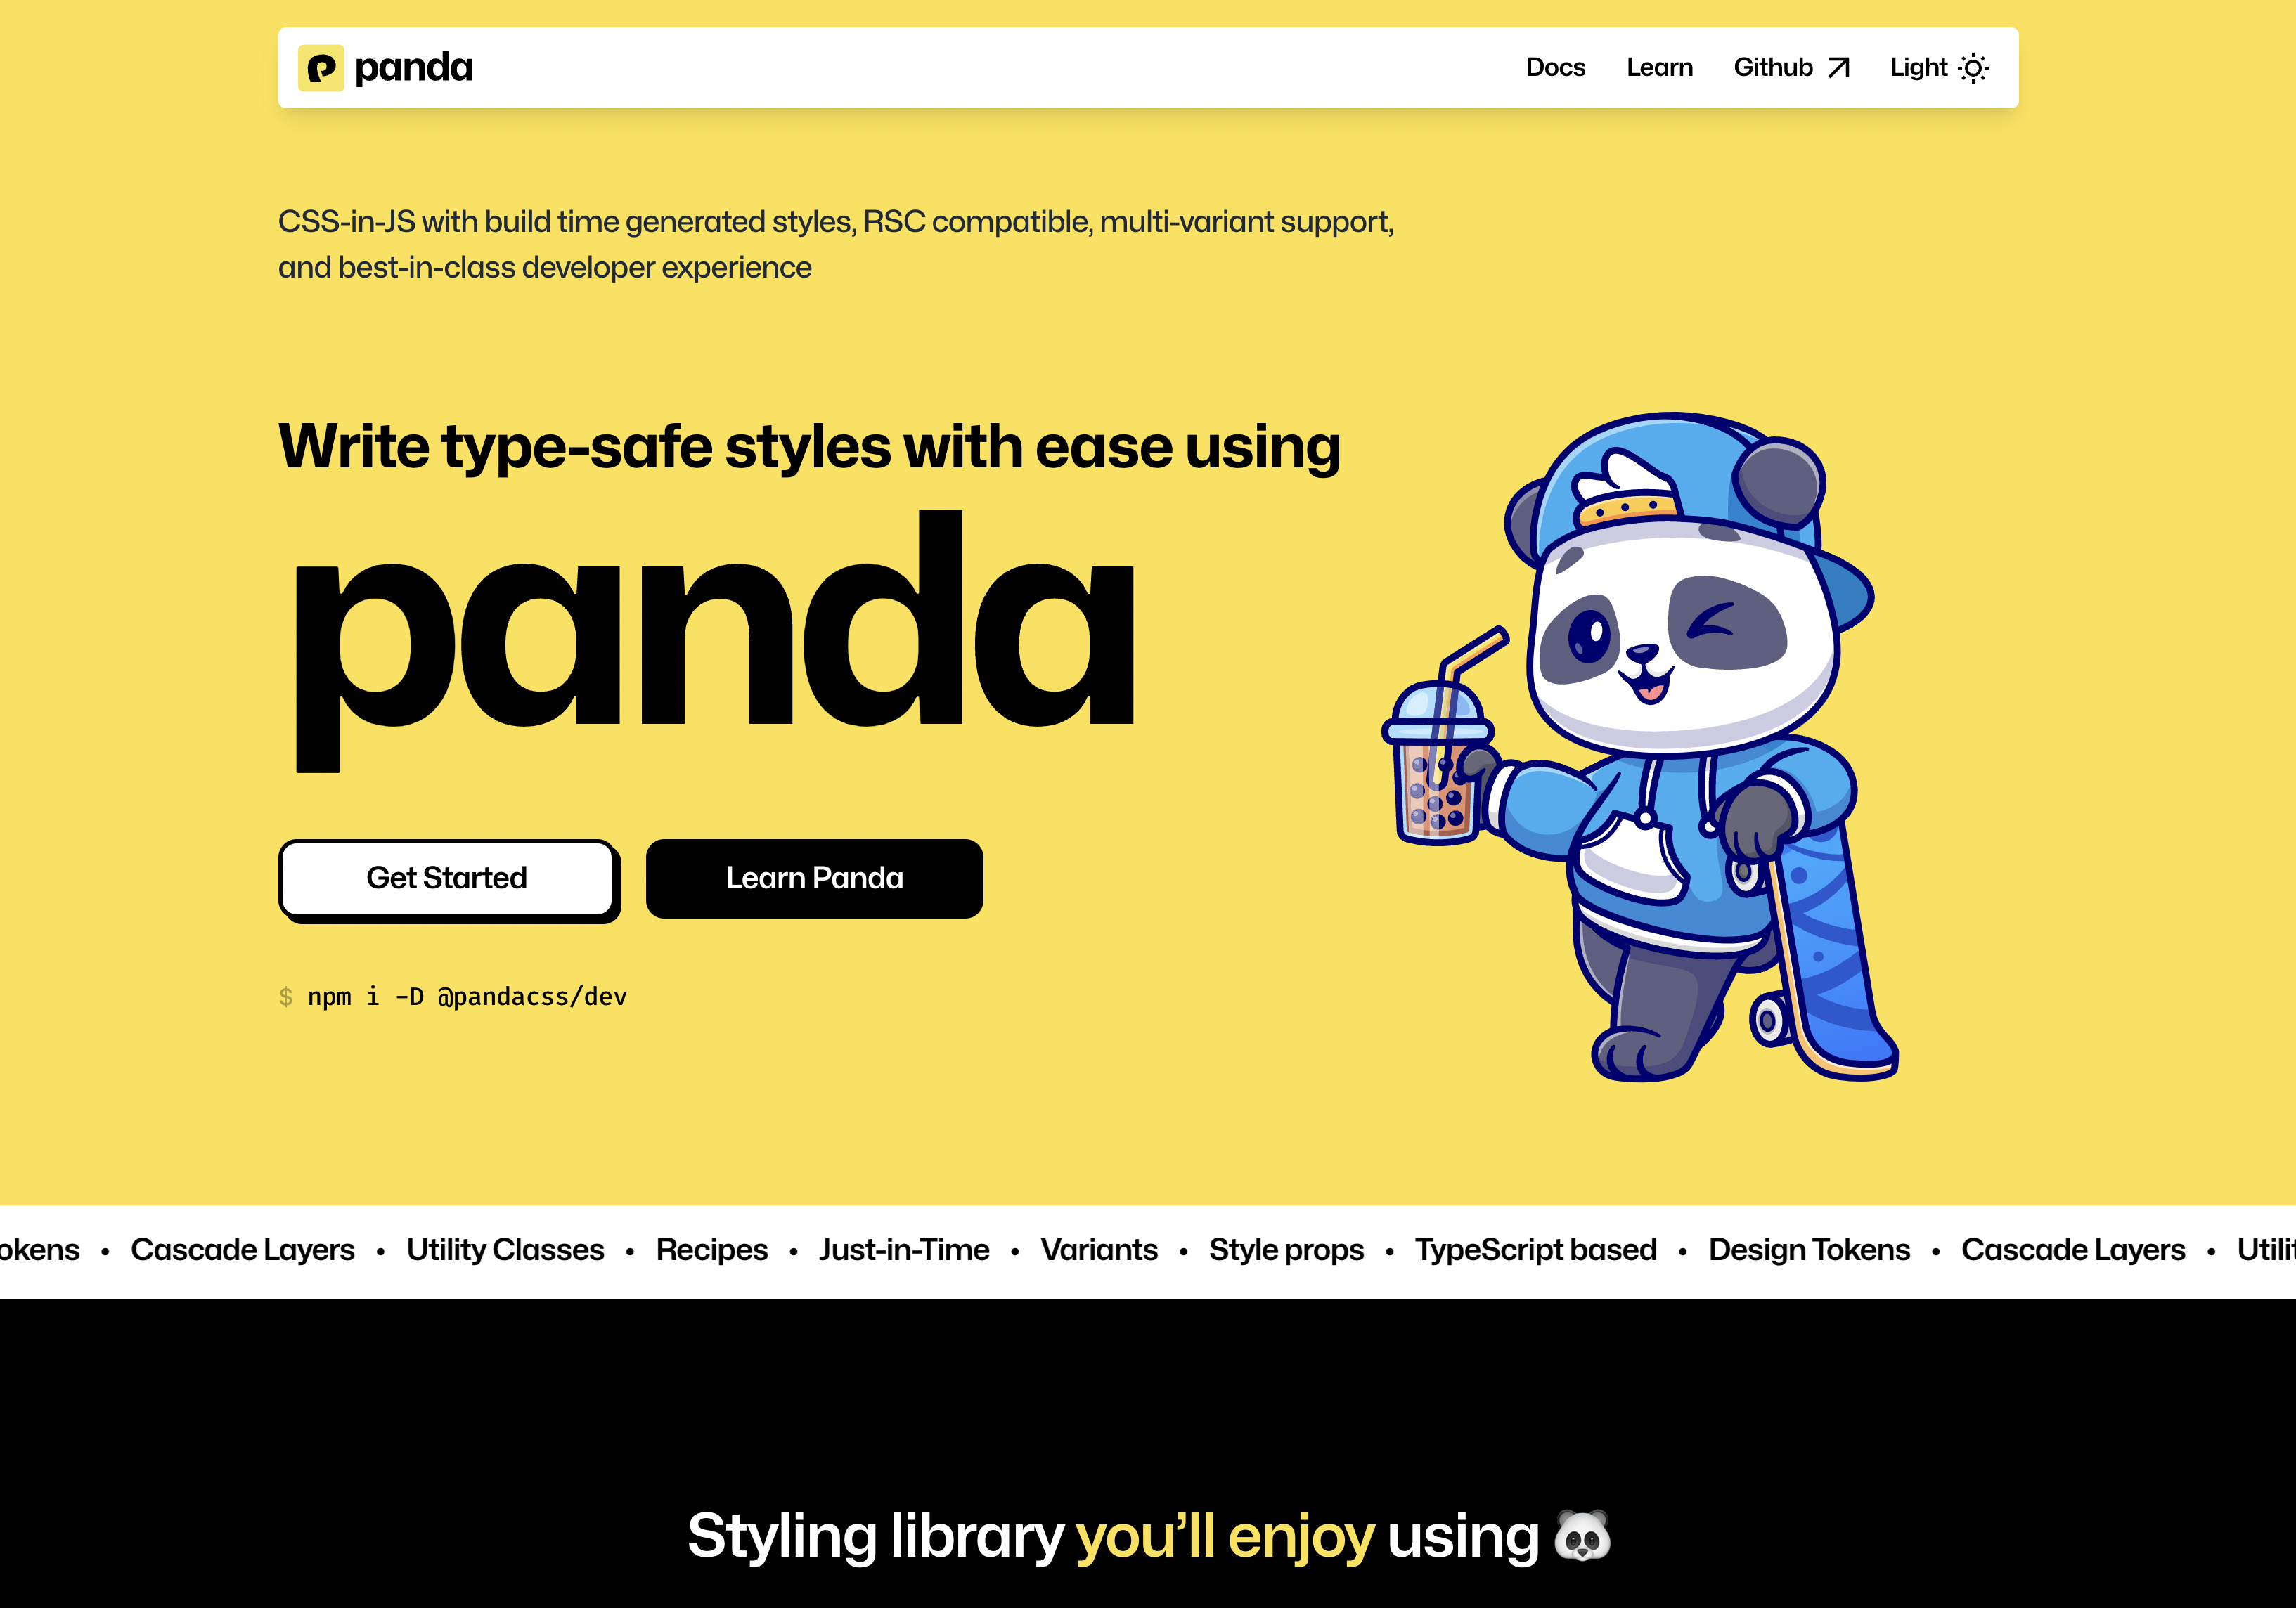 panda
Docs Learn Github Light
CSS-in-JS with build time generated styles, RSC compatible, multi-variant support,
and best-in-class developer experience
Write type-safe styles with ease using
panda
Get Started Learn Panda
$ npm i -D @pandacss/dev
okens • Cascade Layers • Utility Classes • Recipes • Just-in-Time • Variants • Style props • TypeScript based • Design Tokens • Cascade Layers • Utilit
Styling library you’ll enjoy using 🐼